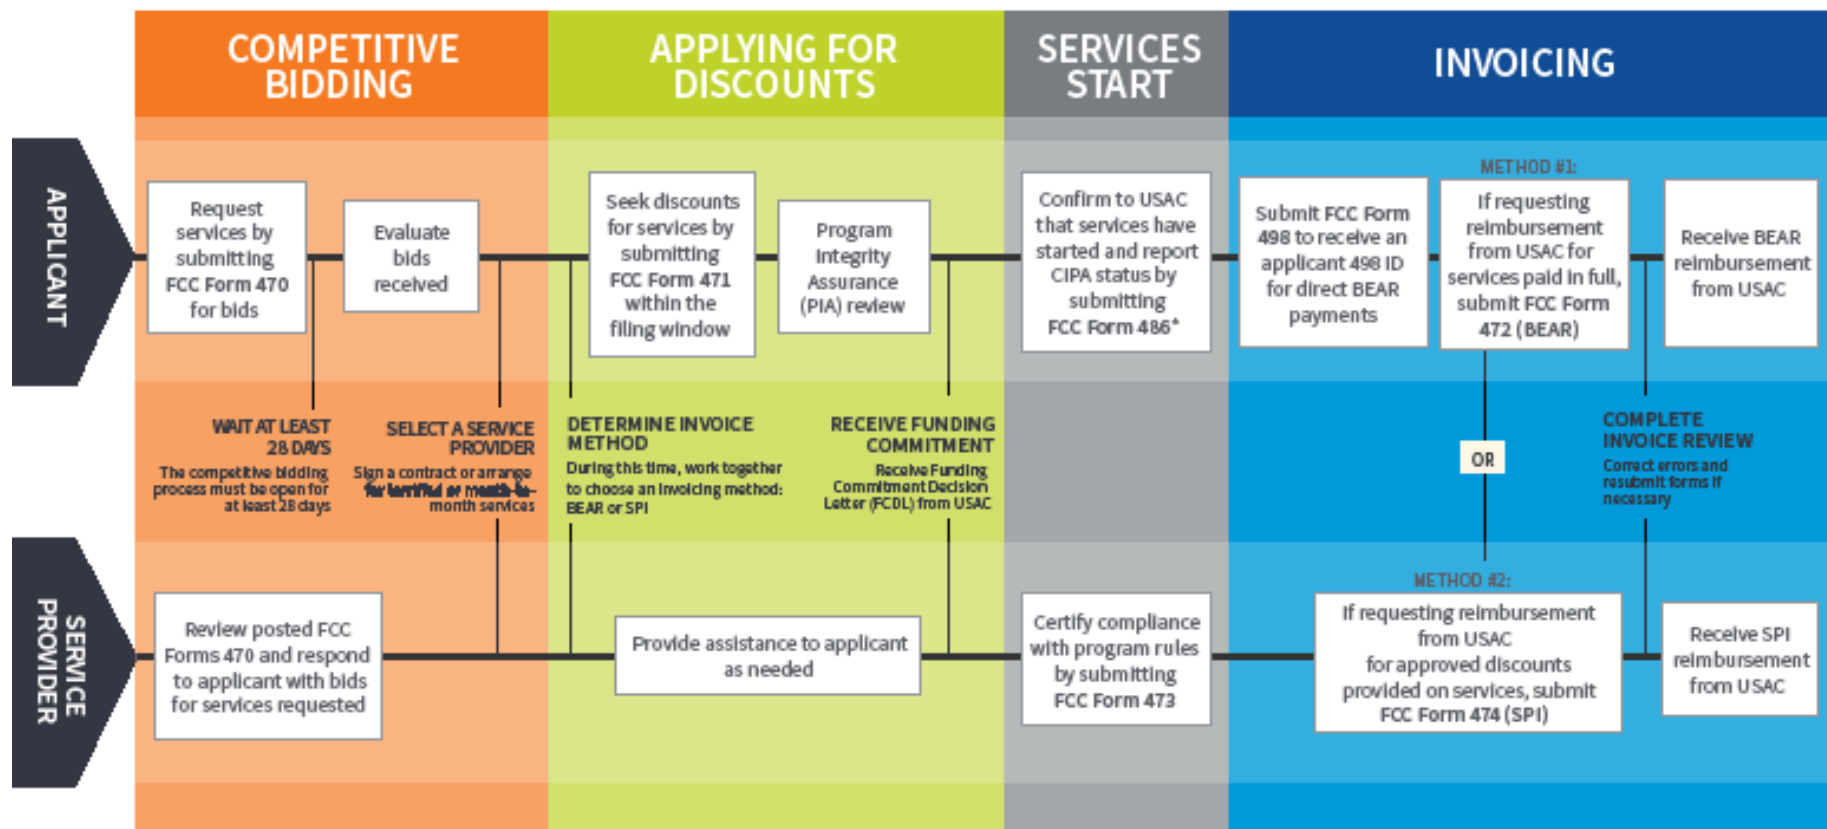 COMPETITIVE
BIDDING
APPLYING FOR
DISCOUNTS
SERVICES
START
INVOICING
APPLICANT
Request
services by
submitting
FCC Form 470
for bids
Evaluate
bids
received
Seek discounts
for services by
submitting
FCC Form 471
within the
filing window
Program
Integrity
Assurance
(PIA) review
Confirm to USAC
that services have
started and report
CIPA status by
submitting
FCC Form 486*
Submit FCC Form
498 to receive an
applicant 498 ID
for direct BEAR
payments
METHOD #1:
If requesting
reimbursement
from USAC for
services paid in full,
submit FCC Form
472 (BEAR)
Receive BEAR
reimbursement
from USAC
WAIT AT LEAST
28 DAYS
The competitive bidding
process must be open for
at least 28 days
SELECT A SERVICE
PROVIDER
Sign a contract or arrange
for tariffed or month-to-
month services
DETERMINE INVOICE
METHOD
During this time, work together
to choose an invoicing method:
BEAR or SPI
RECEIVE FUNDING
COMMITMENT
Receive Funding
Commitment Decision
Letter (FCDL) from USAC
OR
COMPLETE
INVOICE REVIEW
Correct errors and
resubmit forms if
necessary
SERVICE
PROVIDER
Review posted FCC
Forms 470 and respond
to applicant with bids
for services requested
Provide assistance to applicant
as needed
Certify compliance
with program rules
by submitting
FCC Form 473
METHOD #2:
If requesting reimbursement
from USAC
for approved discounts
provided on services, submit
FCC Form 474 (SPI)
Receive SPI
reimbursement
from USAC